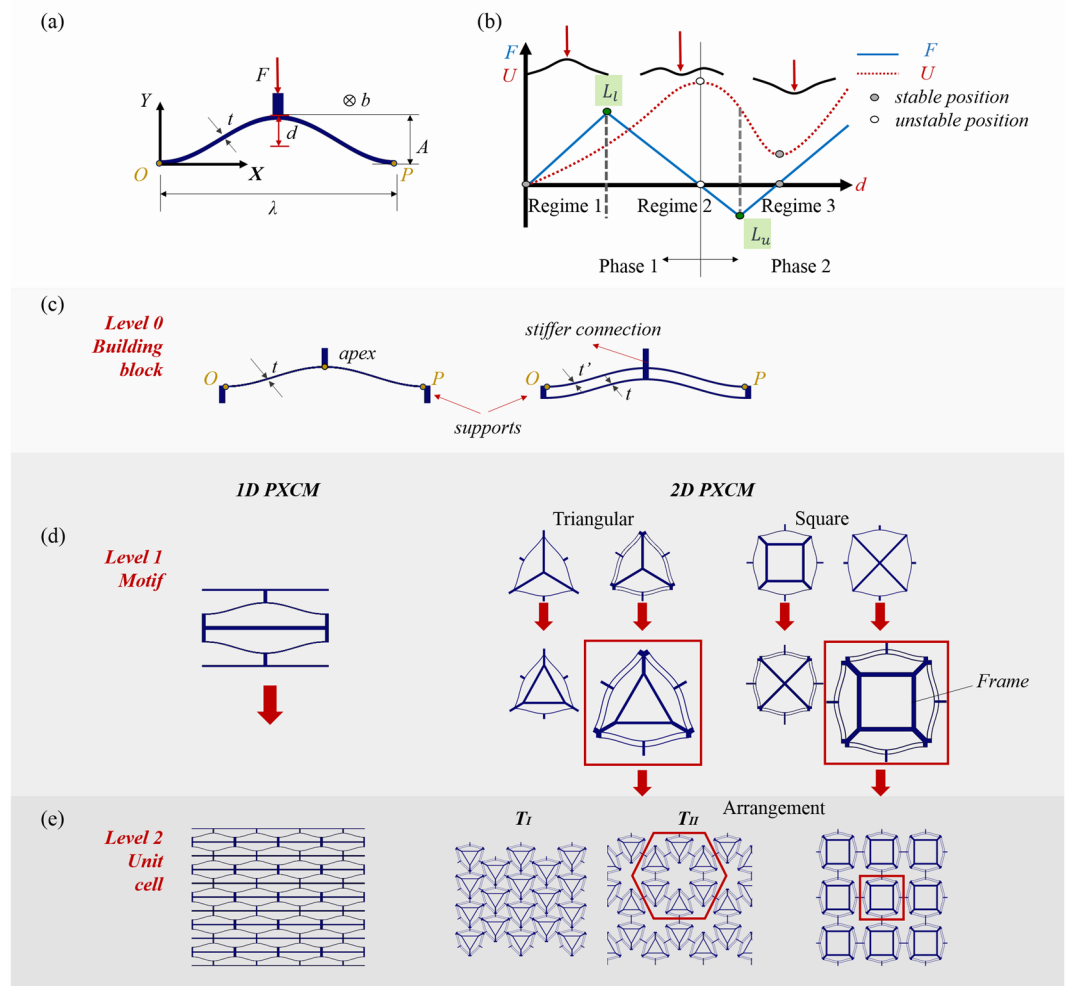 (a)
F
⊗ b
Y
t
d
A
O
X
P
λ
(b)
F
U
L_l
F
U
stable position
unstable position
d
Regime 1
Regime 2
Regime 3
L_u
Phase 1
Phase 2
(c)
Level 0
Building
block
stiffer connection
t
apex
O
P
t'
O
t
P
supports
1D PXCM
2D PXCM
(d)
Triangular
Square
Level 1
Motif
Frame
(e)
Arrangement
Level 2
Unit
cell
T_I
T_II